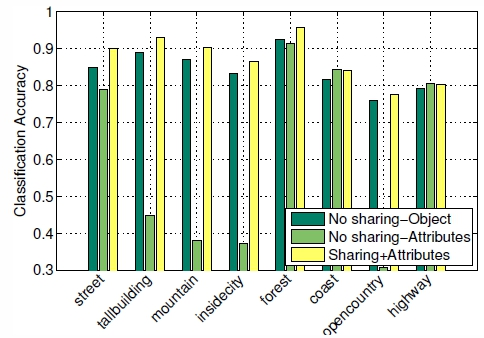 1
0.9
0.8
0.7
0.6
0.5
0.4
0.3
Classification Accuracy
No sharing–Object
No sharing–Attributes
Sharing+Attributes
street
tallbuilding
mountain
insidecity
forest
coast
opencountry
highway